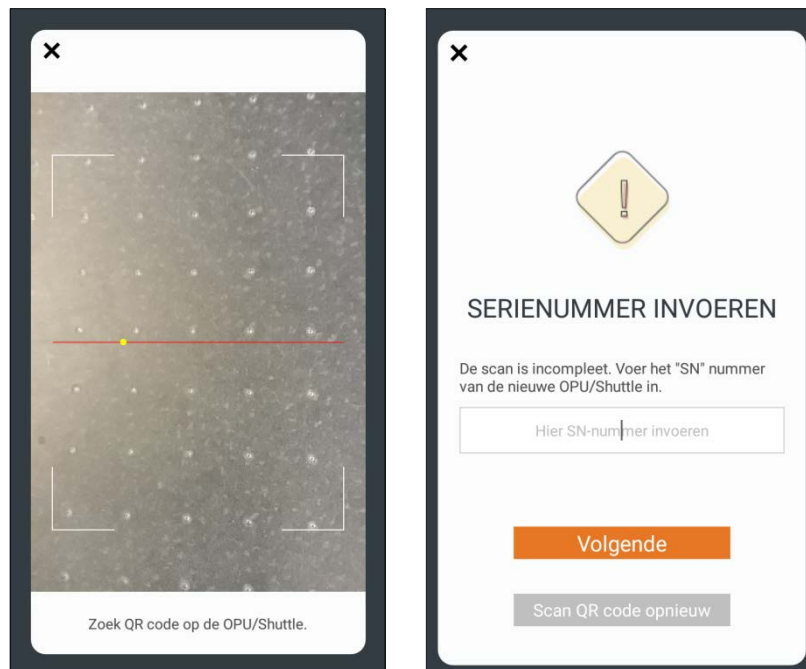 Zoek QR code op de OPU/Shuttle.
SERIENUMMER INVOEREN
De scan is incompleet. Voer het "SN" nummer
van de nieuwe OPU/Shuttle in.
Hier SN-nummer invoeren
Volgende
Scan QR code opnieuw